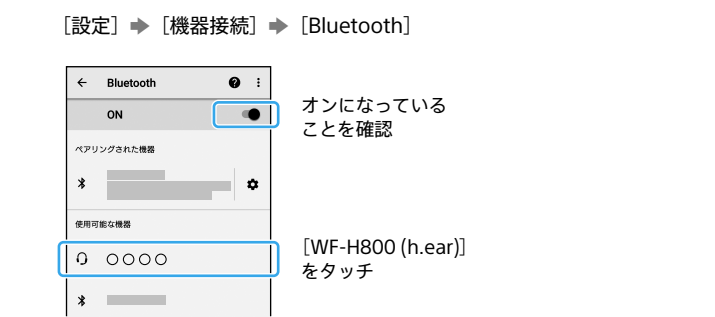 ［設定］ ➡ ［機器接続］ ➡ ［Bluetooth］
← Bluetooth
ON
オンになっている
ことを確認
ペアリングされた機器
使用可能な機器
○○○○
［WF-H800 (h.ear)］
をタッチ